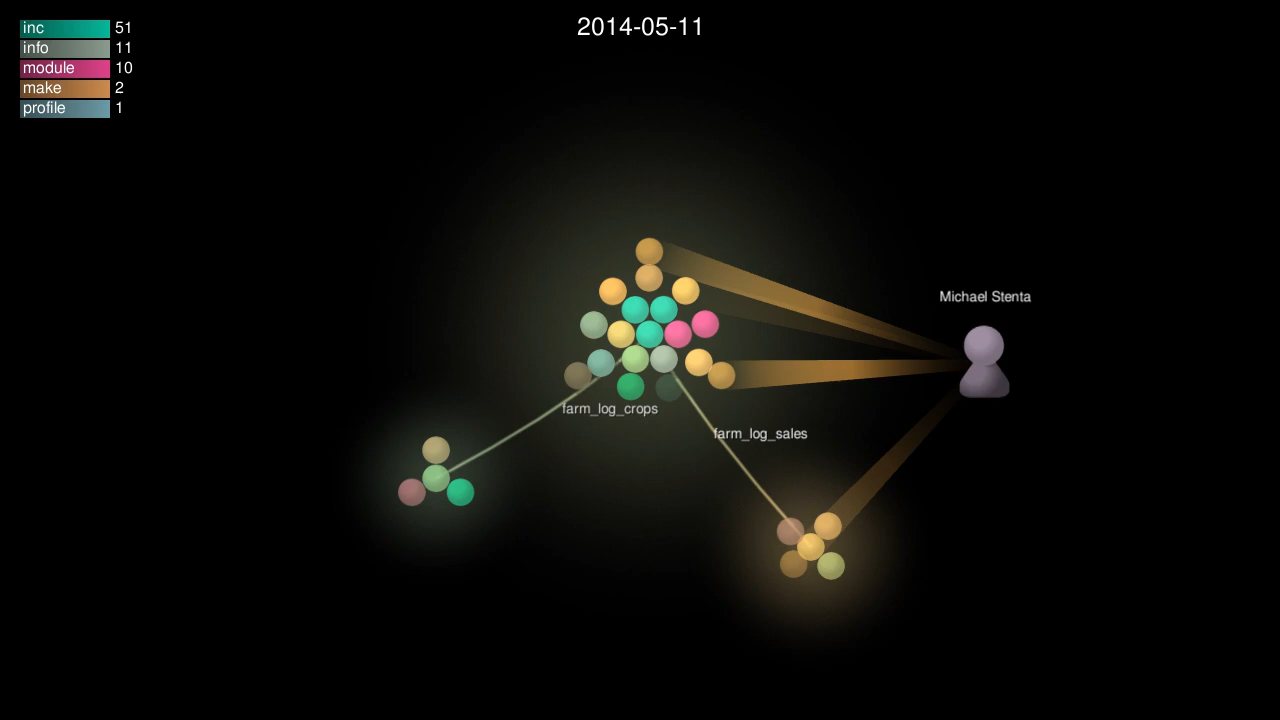 2014-05-11
inc 51
info 11
module 10
make 2
profile 1
Michael Stenta
farm_log_crops
farm_log_sales